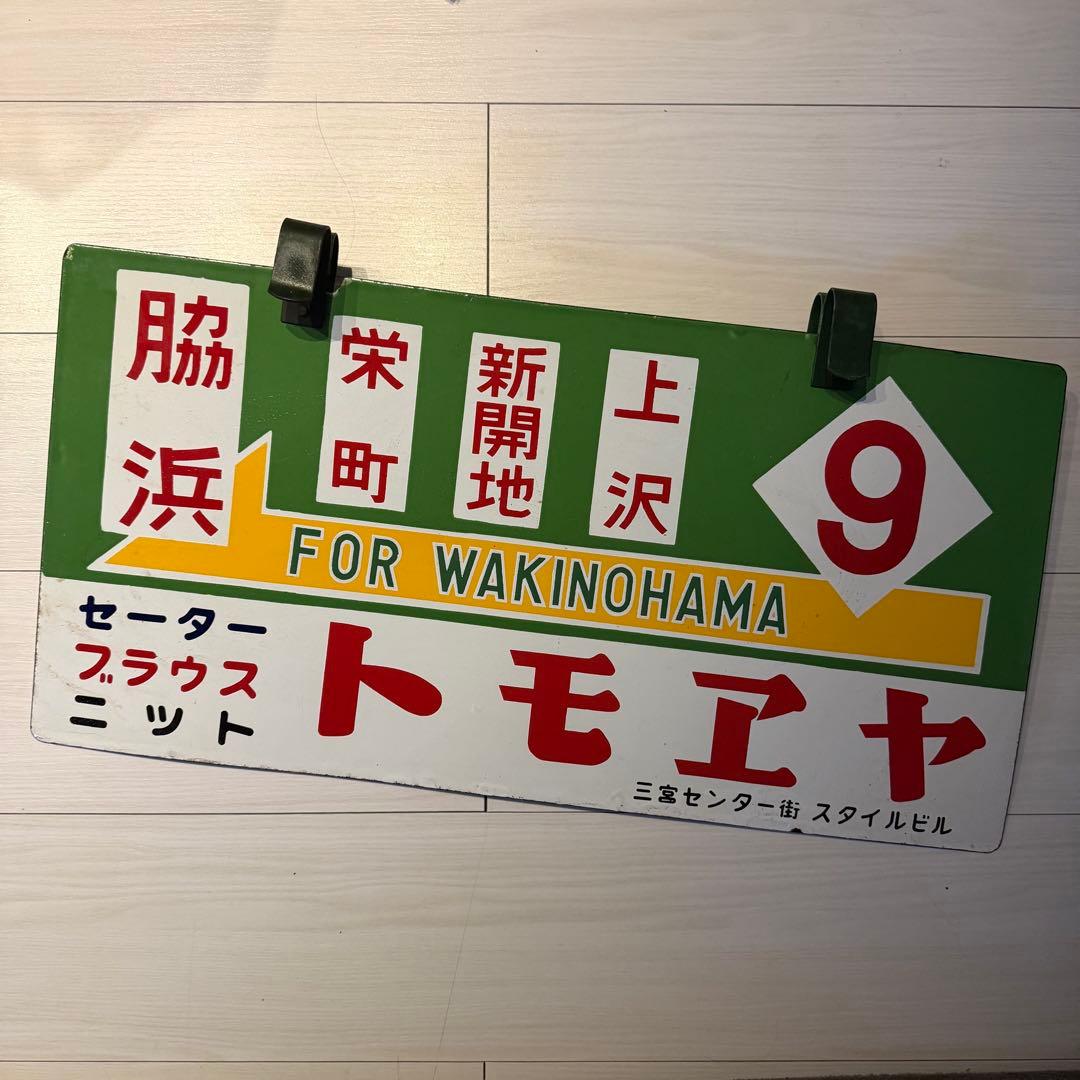 脇浜
栄町
新開地
上沢
9
FOR WAKINOHAMA
セーター
ブラウス
ニット
トモヱヤ
三宮センター街 スタイルビル